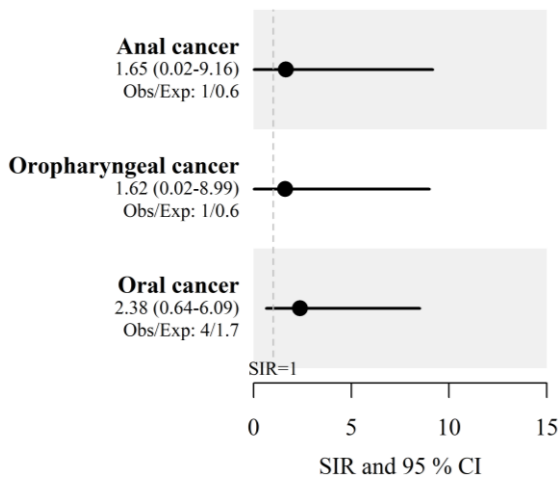 Anal cancer
1.65 (0.02-9.16)
Obs/Exp: 1/0.6
Oropharyngeal cancer
1.62 (0.02-8.99)
Obs/Exp: 1/0.6
Oral cancer
2.38 (0.64-6.09)
Obs/Exp: 4/1.7
SIR=1
0 5 10 15
SIR and 95 % CI